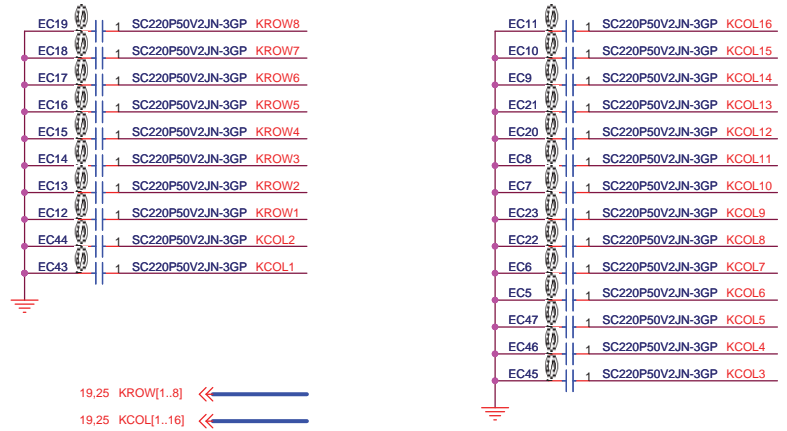 EC19 1 SC220P50V2JN-3GP KROW8
EC18 1 SC220P50V2JN-3GP KROW7
EC17 1 SC220P50V2JN-3GP KROW6
EC16 1 SC220P50V2JN-3GP KROW5
EC15 1 SC220P50V2JN-3GP KROW4
EC14 1 SC220P50V2JN-3GP KROW3
EC13 1 SC220P50V2JN-3GP KROW2
EC12 1 SC220P50V2JN-3GP KROW1
EC44 1 SC220P50V2JN-3GP KCOL2
EC43 1 SC220P50V2JN-3GP KCOL1
19,25 KROW[1..8]
19,25 KCOL[1..16]
EC11 1 SC220P50V2JN-3GP KCOL16
EC10 1 SC220P50V2JN-3GP KCOL15
EC9 1 SC220P50V2JN-3GP KCOL14
EC21 1 SC220P50V2JN-3GP KCOL13
EC20 1 SC220P50V2JN-3GP KCOL12
EC8 1 SC220P50V2JN-3GP KCOL11
EC7 1 SC220P50V2JN-3GP KCOL10
EC23 1 SC220P50V2JN-3GP KCOL9
EC22 1 SC220P50V2JN-3GP KCOL8
EC6 1 SC220P50V2JN-3GP KCOL7
EC5 1 SC220P50V2JN-3GP KCOL6
EC47 1 SC220P50V2JN-3GP KCOL5
EC46 1 SC220P50V2JN-3GP KCOL4
EC45 1 SC220P50V2JN-3GP KCOL3